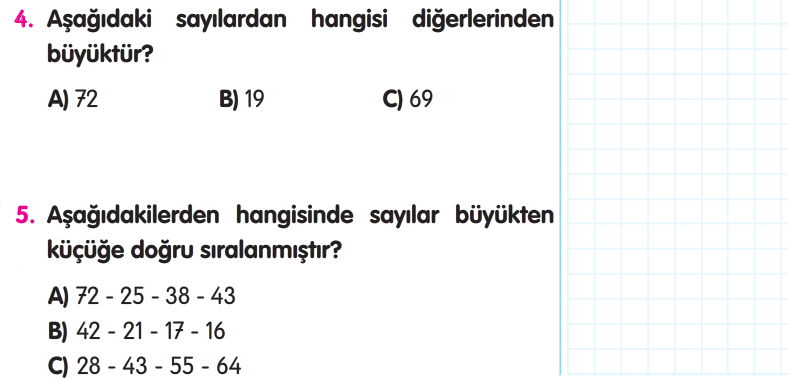 4. Aşağıdaki sayılardan hangisi diğerlerinden
büyüktür?
A) 72 B) 19 C) 69
5. Aşağıdakilerden hangisinde sayılar büyükten
küçüğe doğru sıralanmıştır?
A) 72 - 25 - 38 - 43
B) 42 - 21 - 17 - 16
C) 28 - 43 - 55 - 64